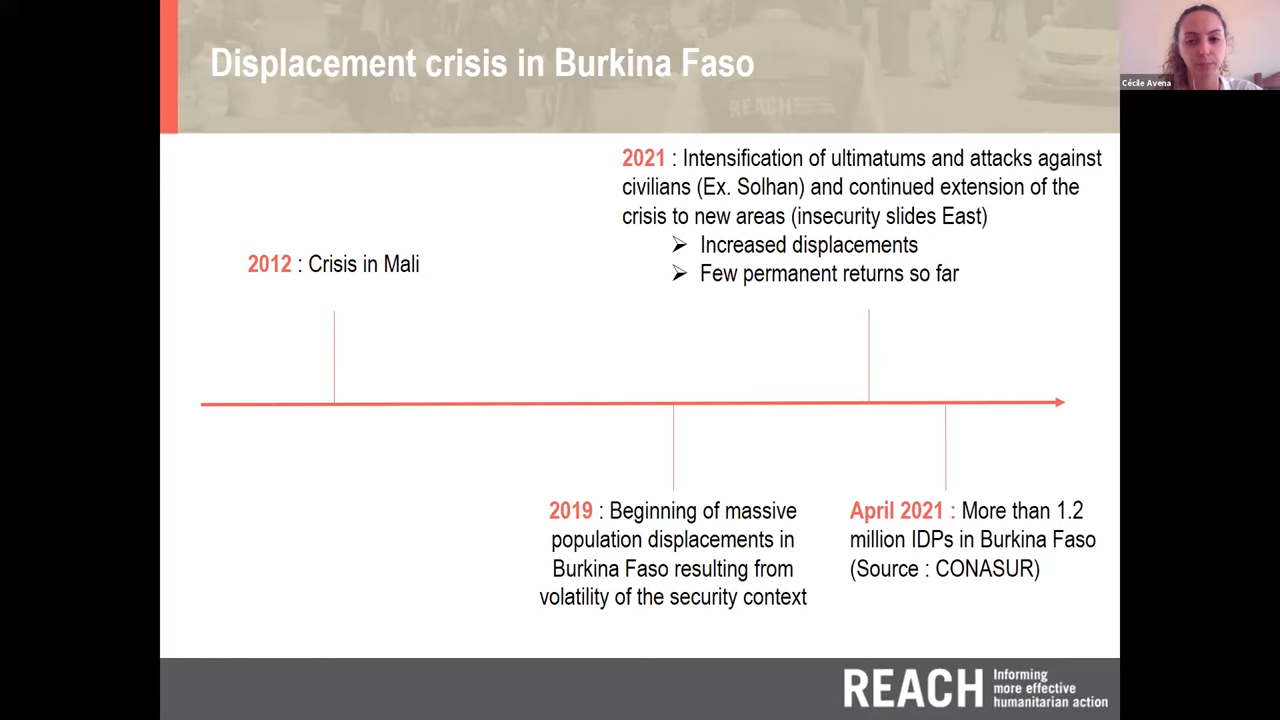 Displacement crisis in Burkina Faso
REACH
Cécile Avena
2021 : Intensification of ultimatums and attacks against
civilians (Ex. Solhan) and continued extension of the
crisis to new areas (insecurity slides East)
➢ Increased displacements
➢ Few permanent returns so far
2012 : Crisis in Mali
2019 : Beginning of massive
population displacements in
Burkina Faso resulting from
volatility of the security context
April 2021 : More than 1.2
million IDPs in Burkina Faso
(Source : CONASUR)
REACH
Informing
more effective
humanitarian action